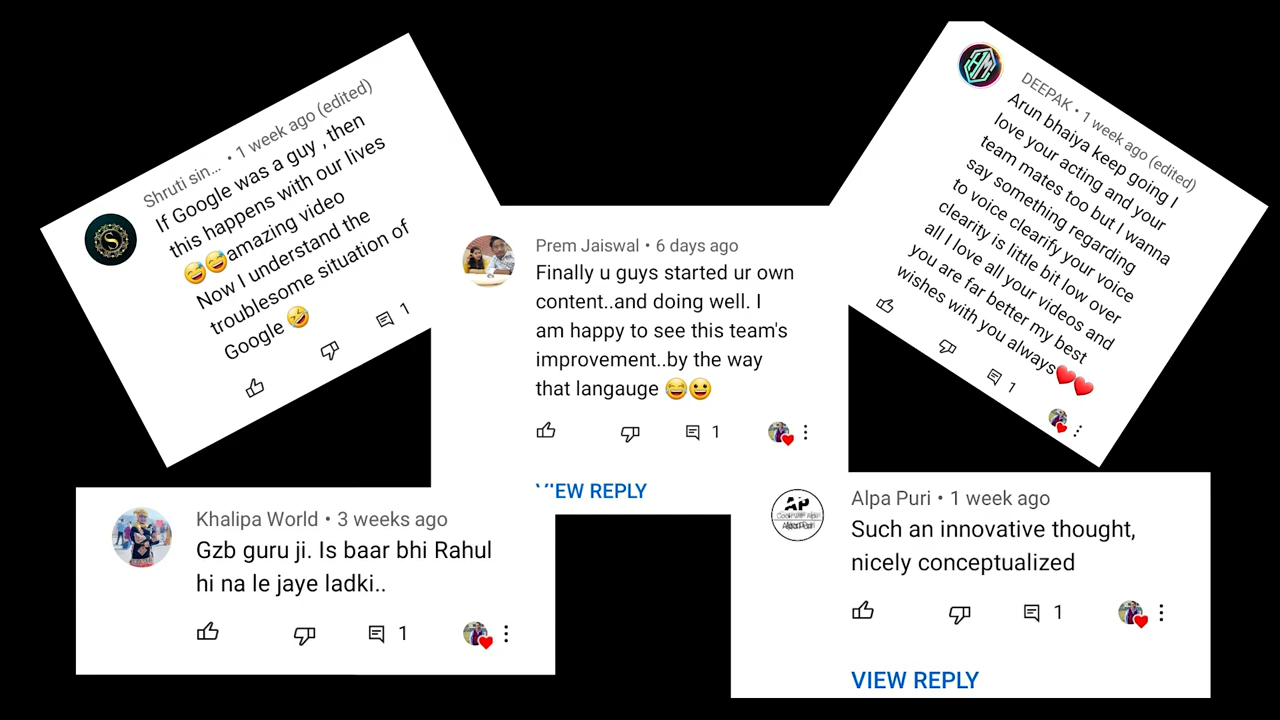 Shruti sin... • 1 week ago (edited)
If Google was a guy , then
this happens with our lives
😅😅amazing video
Now I understand the
troublesome situation of
Google 🤣
1
DEEPAK • 1 week ago (edited)
Arun bhaiya keep going I
love your acting and your
team mates too but I wanna
say something regarding
to voice clearify your voice
clearity is little bit low over
all I love all your videos and
you are far better my best
wishes with you always❤️❤️
1
Prem Jaiswal • 6 days ago
Finally u guys started ur own
content..and doing well. I
am happy to see this team's
improvement..by the way
that langauge 😂😀
1
VIEW REPLY
Khalipa World • 3 weeks ago
Gzb guru ji. Is baar bhi Rahul
hi na le jaye ladki..
1
AP
Alpa Puri • 1 week ago
Such an innovative thought,
nicely conceptualized
1
VIEW REPLY